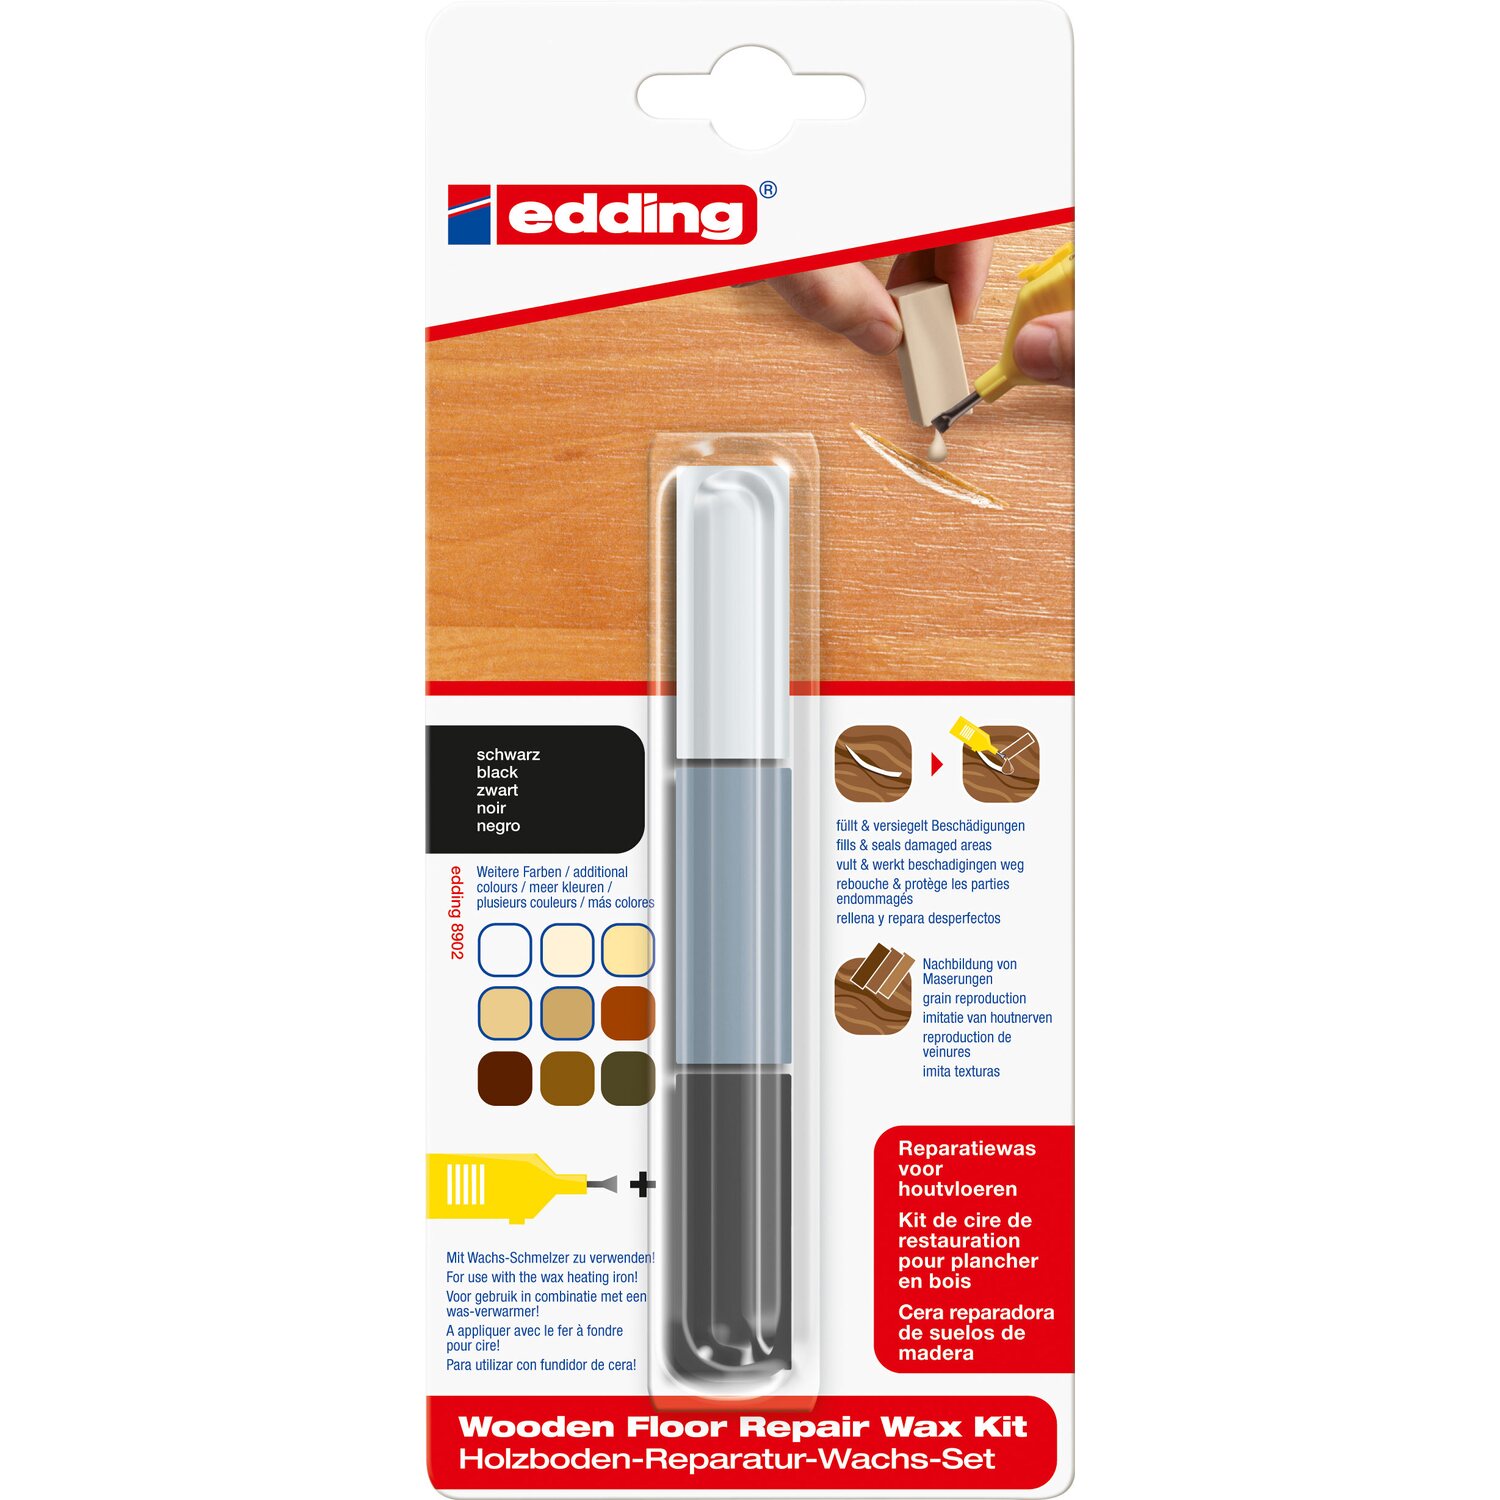 edding®
schwarz
black
zwart
noir
negro
edding 8902
Weitere Farben / additional
colours / meer kleuren /
plusieurs couleurs / más colores
Mit Wachs-Schmelzer zu verwenden!
For use with the wax heating iron!
Voor gebruik in combinatie met een
was-verwarmer!
A appliquer avec le fer à fondre
pour cire!
Para utilizar con fundidor de cera!
füllt & versiegelt Beschädigungen
fills & seals damaged areas
vult & werkt beschadigingen weg
rebouche & protège les parties
endommagés
rellena y repara desperfectos
Nachbildung von
Maserungen
grain reproduction
imitatie van houtnerven
reproduction de
veinures
imita texturas
Reparatiewas
voor
houtvloeren
Kit de cire de
restauration
pour plancher
en bois
Cera reparadora
de suelos de
madera
Wooden Floor Repair Wax Kit
Holzboden-Reparatur-Wachs-Set